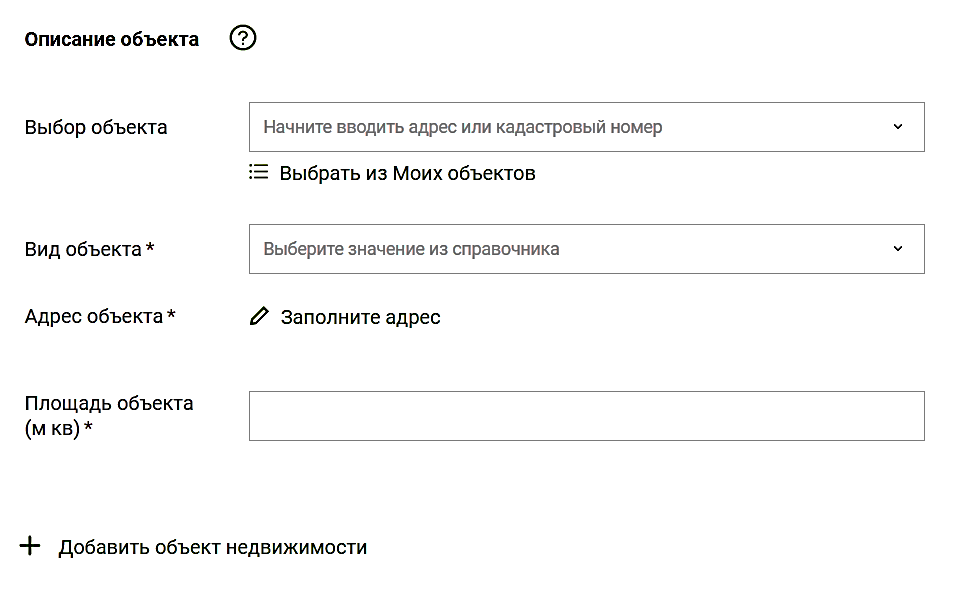 Описание объекта ?
Выбор объекта
Начните вводить адрес или кадастровый номер
Выбрать из Моих объектов
Вид объекта *
Выберите значение из справочника
Адрес объекта *
Заполните адрес
Площадь объекта
(м кв) *
Добавить объект недвижимости